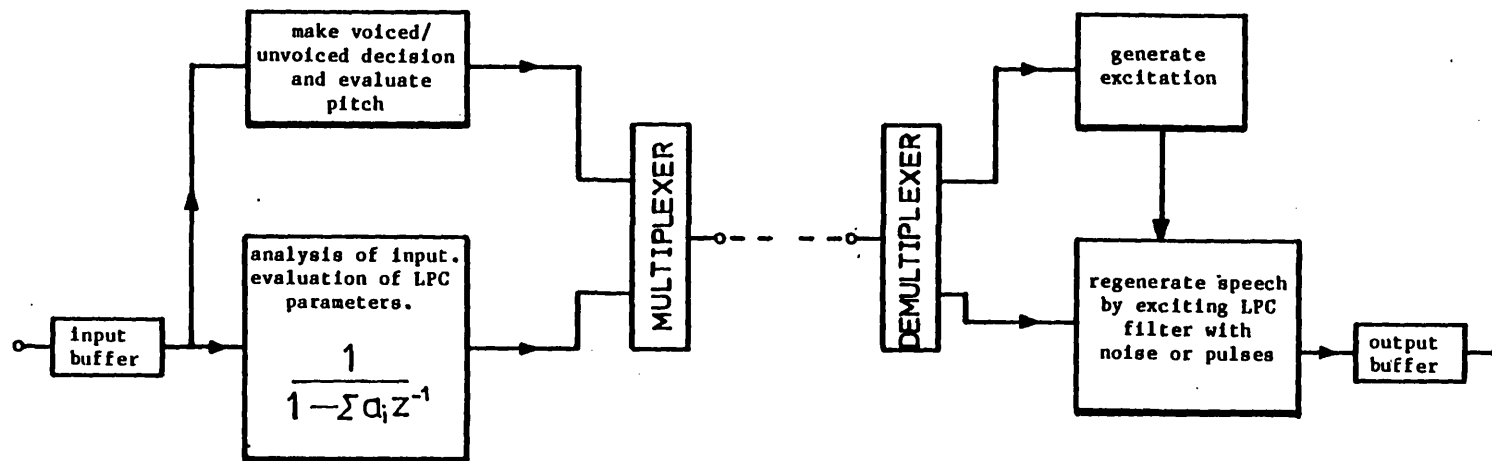 make voiced/
unvoiced decision
and evaluate
pitch
analysis of input.
evaluation of LPC
parameters.
1
1-Σaᵢz⁻¹
input
buffer
MULTIPLEXER
DEMULTIPLEXER
generate
excitation
regenerate speech
by exciting LPC
filter with
noise or pulses
output
buffer